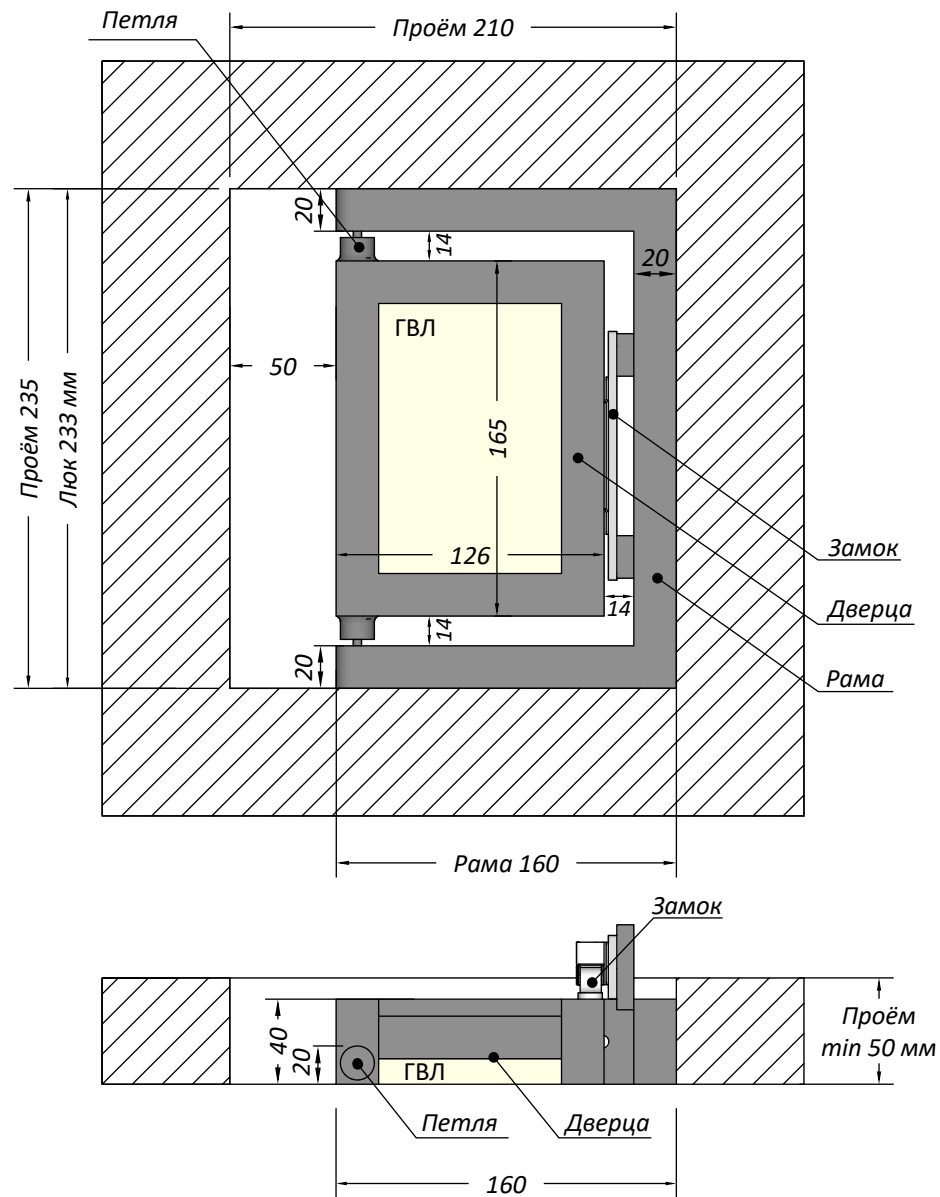 Петля
Проём 210
20
14
20
ГВЛ
50
Проём 235
Люк 233 мм
165
126
Замок
14
Дверца
14
20
Рама
Рама 160
Замок
40
20
ГВЛ
Проём
min 50 мм
Петля
Дверца
160